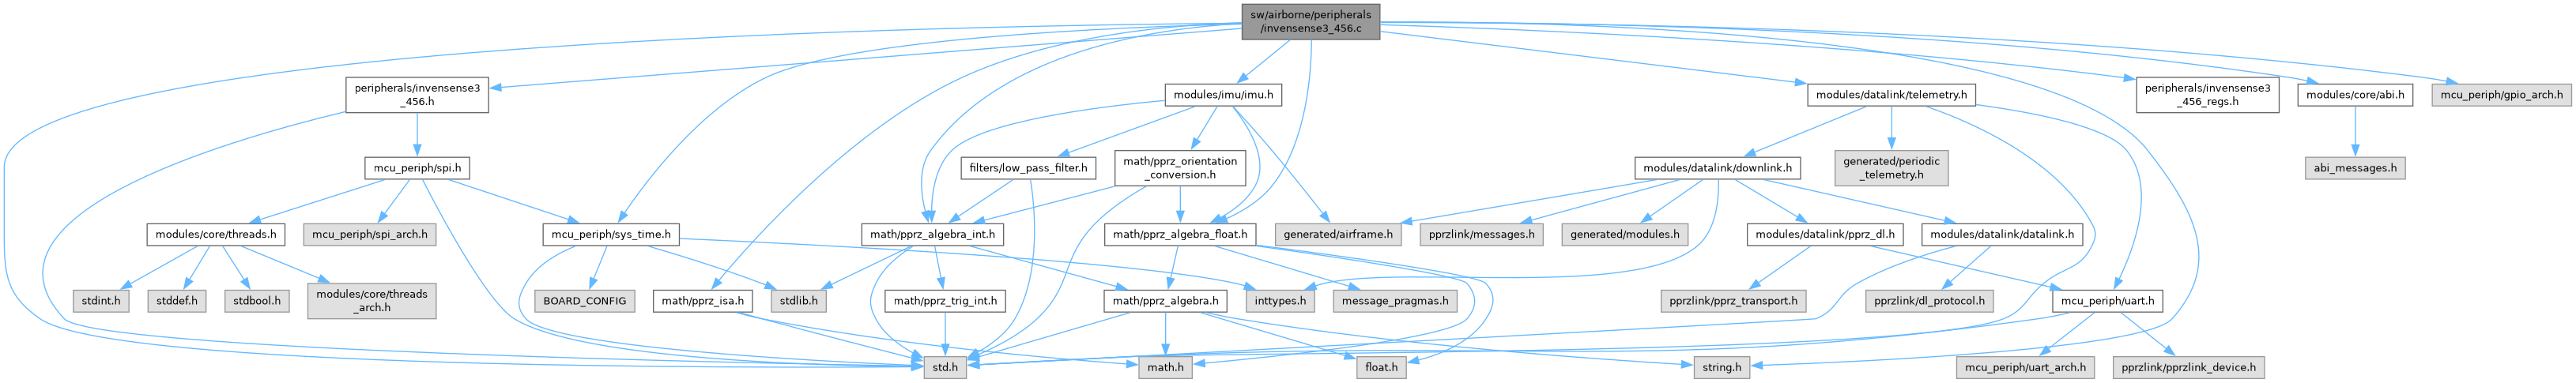 sw/airborne/peripherals
/invensense3_456.c
peripherals/invensense3
_456.h
modules/imu/imu.h
modules/datalink/telemetry.h
peripherals/invensense3
_456_regs.h
modules/core/abi.h
mcu_periph/gpio_arch.h
mcu_periph/spi.h
filters/low_pass_filter.h
math/pprz_orientation
_conversion.h
modules/datalink/downlink.h
generated/periodic
_telemetry.h
abi_messages.h
modules/core/threads.h
mcu_periph/spi_arch.h
mcu_periph/sys_time.h
math/pprz_algebra_int.h
math/pprz_algebra_float.h
generated/airframe.h
pprzlink/messages.h
generated/modules.h
modules/datalink/pprz_dl.h
modules/datalink/datalink.h
stdint.h
stddef.h
stdbool.h
modules/core/threads
_arch.h
BOARD_CONFIG
math/pprz_isa.h
stdlib.h
math/pprz_trig_int.h
math/pprz_algebra.h
inttypes.h
message_pragmas.h
pprzlink/pprz_transport.h
pprzlink/dl_protocol.h
mcu_periph/uart.h
std.h
math.h
float.h
string.h
mcu_periph/uart_arch.h
pprzlink/pprzlink_device.h